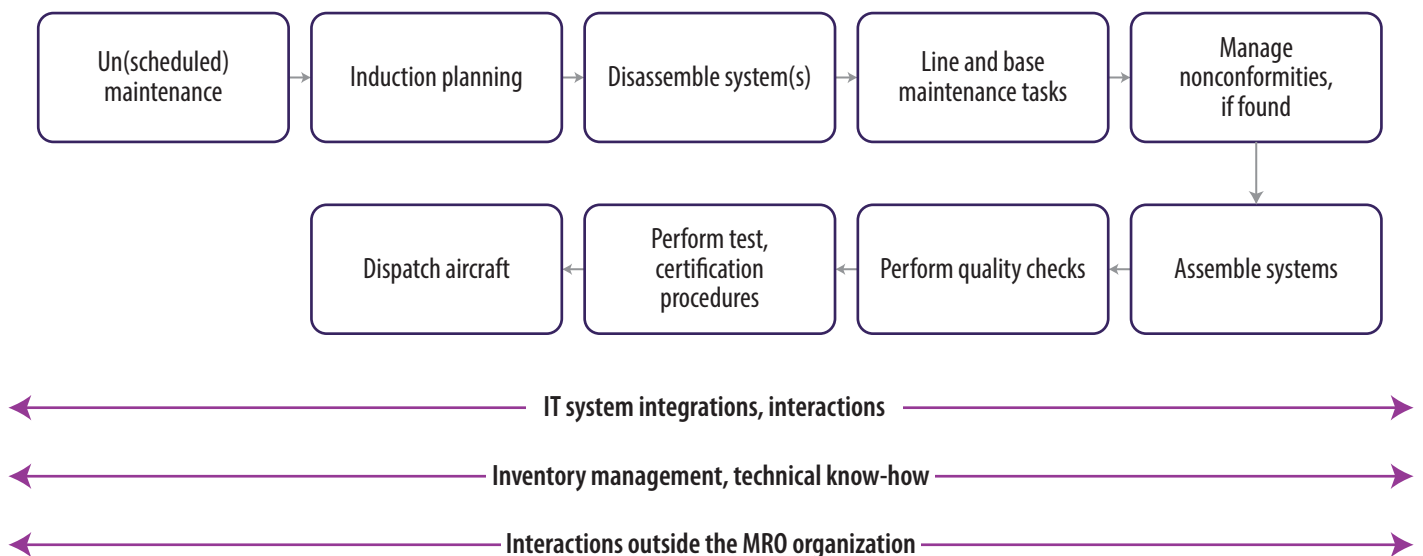 Un(scheduled)
maintenance
Induction planning
Disassemble system(s)
Line and base
maintenance tasks
Manage
nonconformities,
if found
Dispatch aircraft
Perform test,
certification
procedures
Perform quality checks
Assemble systems
IT system integrations, interactions
Inventory management, technical know-how
Interactions outside the MRO organization